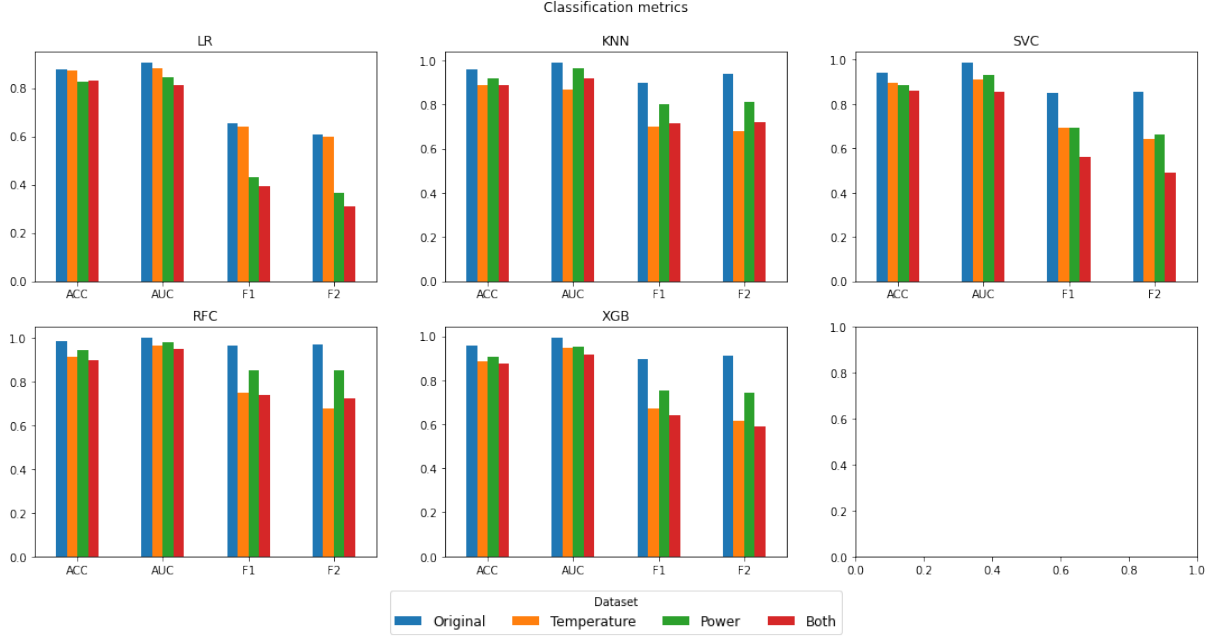 Classification metrics
LR
0.8
0.6
0.4
0.2
0.0
ACC AUC F1 F2
KNN
1.0
0.8
0.6
0.4
0.2
0.0
ACC AUC F1 F2
SVC
1.0
0.8
0.6
0.4
0.2
0.0
ACC AUC F1 F2
RFC
1.0
0.8
0.6
0.4
0.2
0.0
ACC AUC F1 F2
XGB
1.0
0.8
0.6
0.4
0.2
0.0
ACC AUC F1 F2
1.0
0.8
0.6
0.4
0.2
0.0
0.0 0.2 0.4 0.6 0.8 1.0
Dataset
Original Temperature Power Both